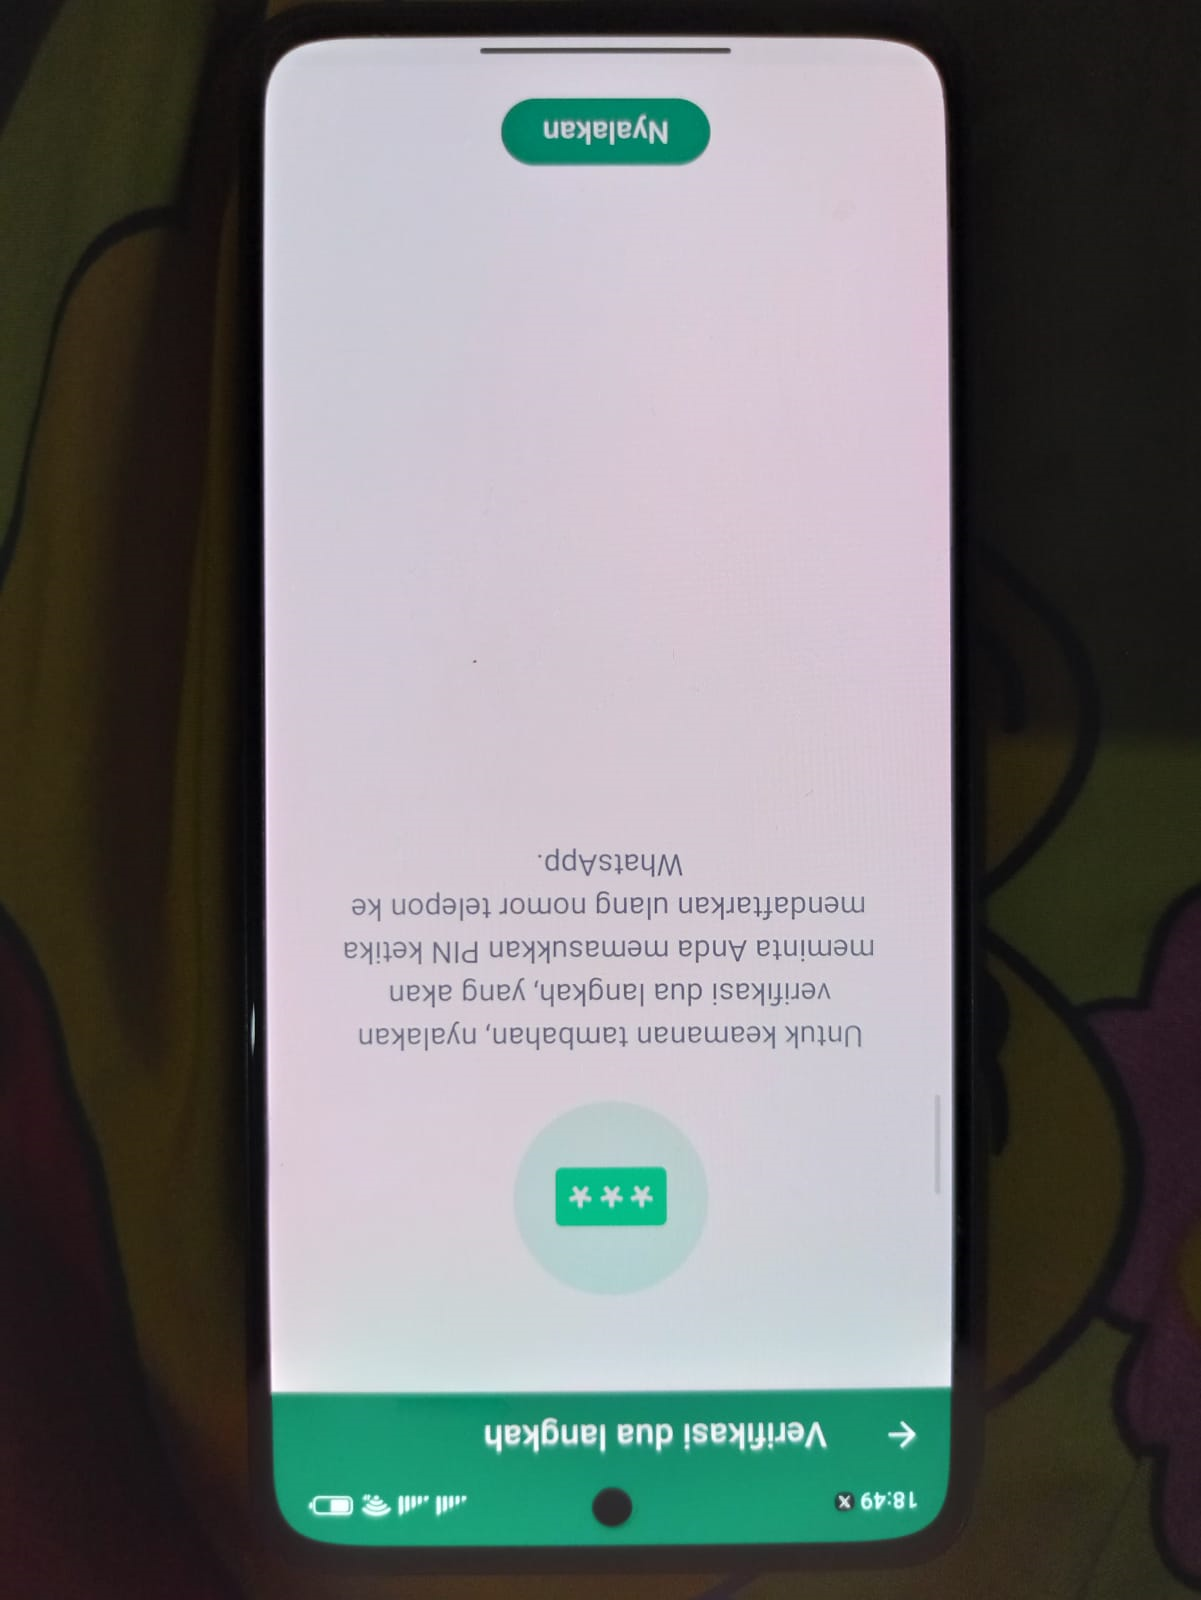 18:49 X
Verifikasi dua langkah
***
Untuk keamanan tambahan, nyalakan
verifikasi dua langkah, yang akan
meminta Anda memasukkan PIN ketika
mendaftarkan ulang nomor telepon ke
WhatsApp.
Nyalakan